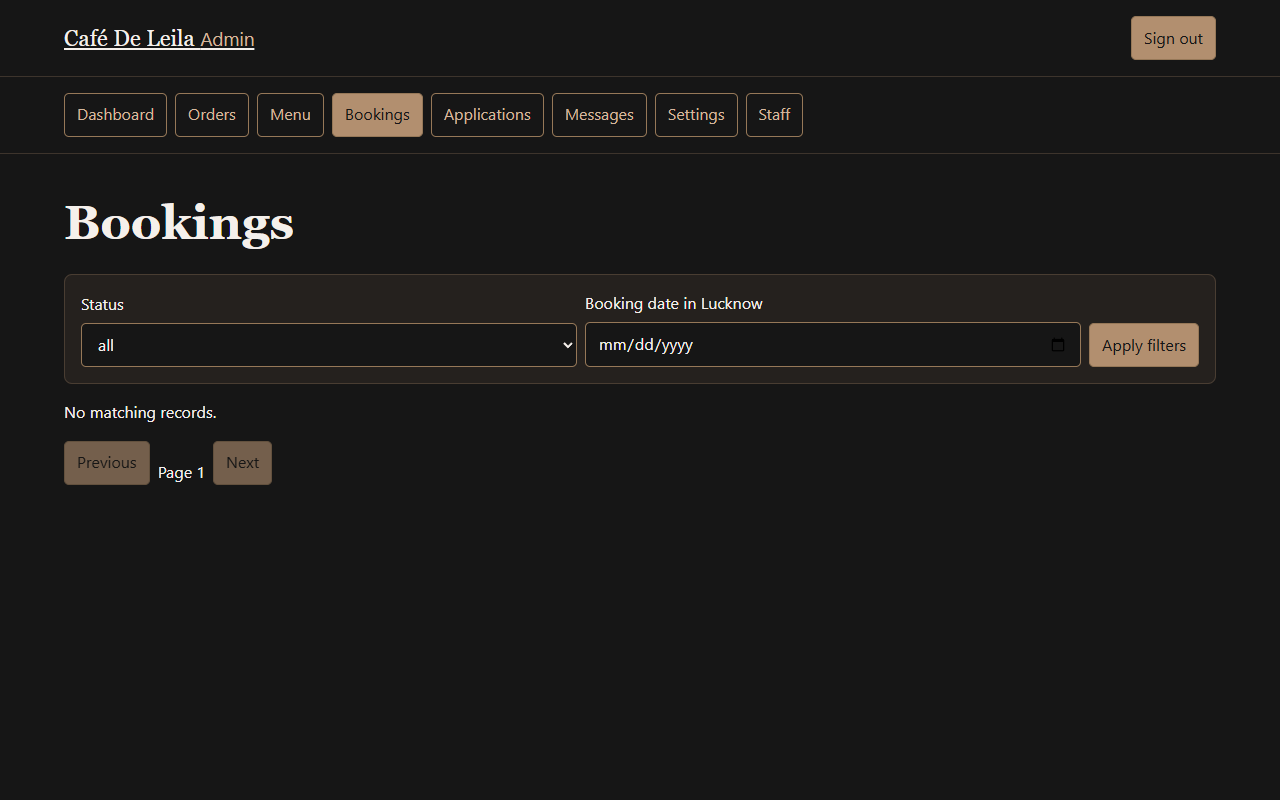 Café De Leila Admin
Sign out
Dashboard Orders Menu Bookings Applications Messages Settings Staff
Bookings
Status
Booking date in Lucknow
all
mm/dd/yyyy
Apply filters
No matching records.
Previous Page 1 Next